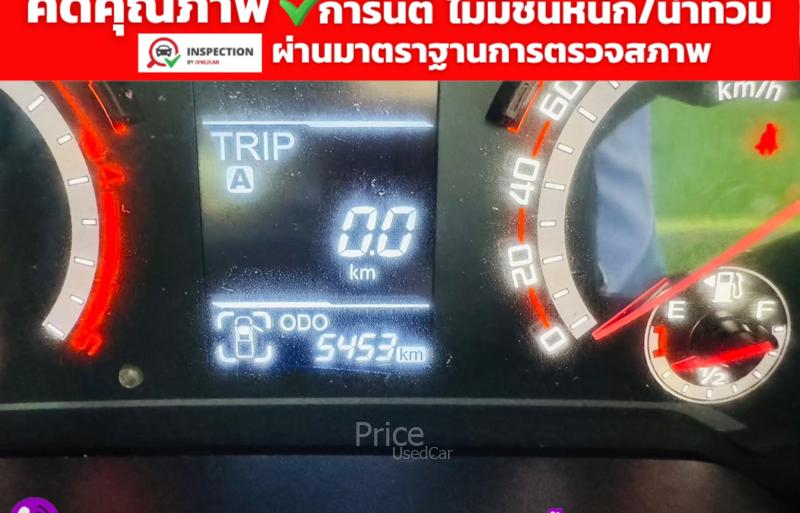 คัดคุณภาพ ✅การันตี ไม่มีชนหนัก/น้ำท่วม
INSPECTION
BY ONE2CAR
ผ่านมาตราฐานการตรวจสภาพ
km/h
60
40
20
0
TRIP
A
0.0
km
ODO
5453 km
E
F
1/2
Price
UsedCar